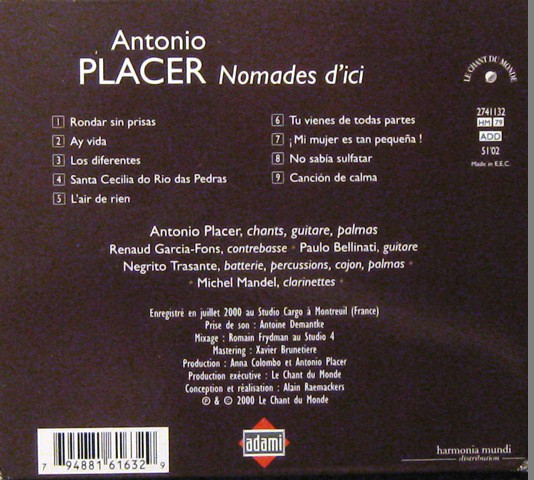 Antonio
PLACER Nomades d'ici
LE CHANT DU MONDE
1 Rondar sin prisas
2 Ay vida
3 Los diferentes
4 Santa Cecilia do Rio das Pedras
5 L'air de rien
6 Tu vienes de todas partes
7 ¡Mi mujer es tan pequeña !
8 No sabía sulfatar
9 Canción de calma
2741132
HM 79
ADD
51'02
Made in E.E.C.
Antonio Placer, chants, guitare, palmas
Renaud Garcia-Fons, contrebasse • Paulo Bellinati, guitare
Negrito Trasante, batterie, percussions, cajon, palmas •
• Michel Mandel, clarinettes •
Enregistré en juillet 2000 au Studio Cargo à Montreuil (France)
Prise de son : Antoine Demantke
Mixage : Romain Frydman au Studio 4
Mastering : Xavier Brunetiere
Production : Anna Colombo et Antonio Placer
Production exécutive : Le Chant du Monde
Conception et réalisation : Alain Raemackers
℗ & © 2000 Le Chant du Monde
7 94881 61632 9
adami
harmonia mundi
distribution